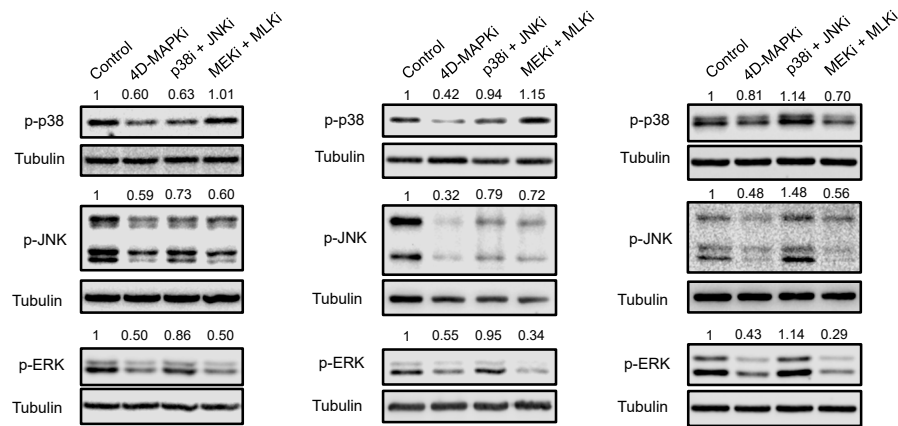 Control 4D-MAPKi p38i + JNKi MEKi + MLKi
1 0.60 0.63 1.01
p-p38
Tubulin
1 0.59 0.73 0.60
p-JNK
Tubulin
1 0.50 0.86 0.50
p-ERK
Tubulin
Control 4D-MAPKi p38i + JNKi MEKi + MLKi
1 0.42 0.94 1.15
p-p38
Tubulin
1 0.32 0.79 0.72
p-JNK
Tubulin
1 0.55 0.95 0.34
p-ERK
Tubulin
Control 4D-MAPKi p38i + JNKi MEKi + MLKi
1 0.81 1.14 0.70
p-p38
Tubulin
1 0.48 1.48 0.56
p-JNK
Tubulin
1 0.43 1.14 0.29
p-ERK
Tubulin